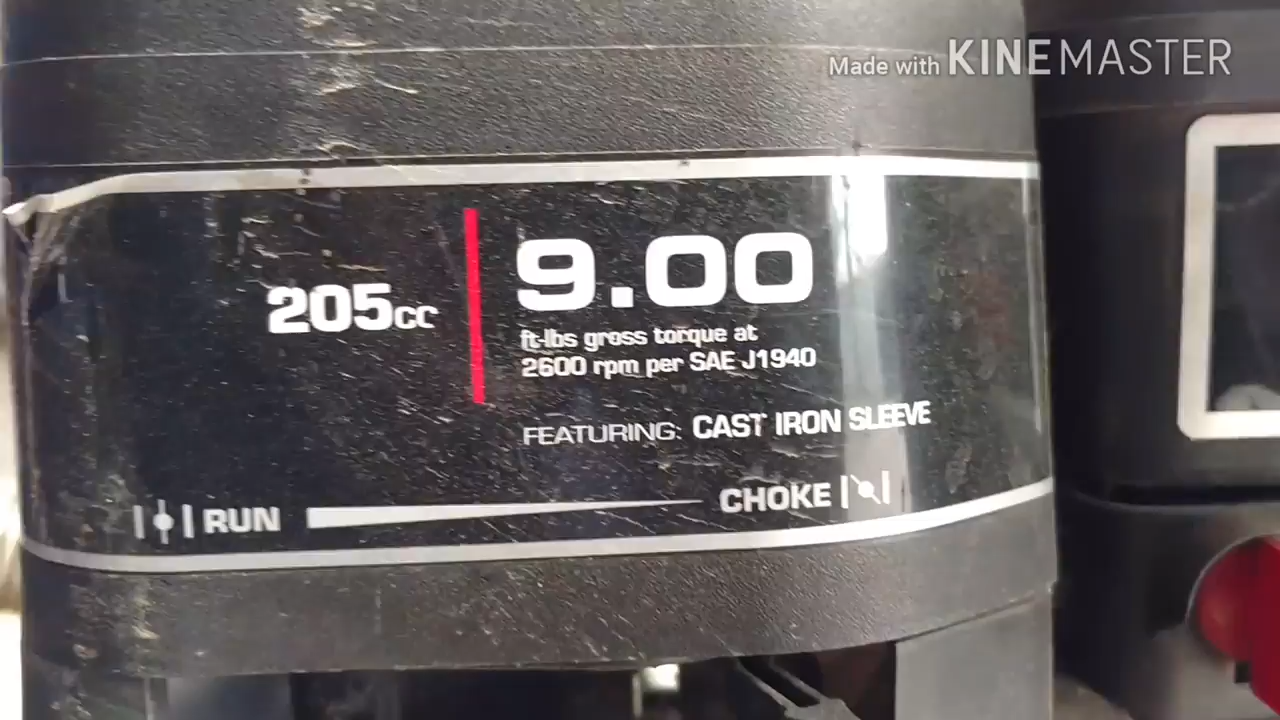 Made with KINEMASTER
205cc
9.00
ft-lbs gross torque at
2600 rpm per SAE J1940
FEATURING: CAST IRON SLEEVE
RUN
CHOKE